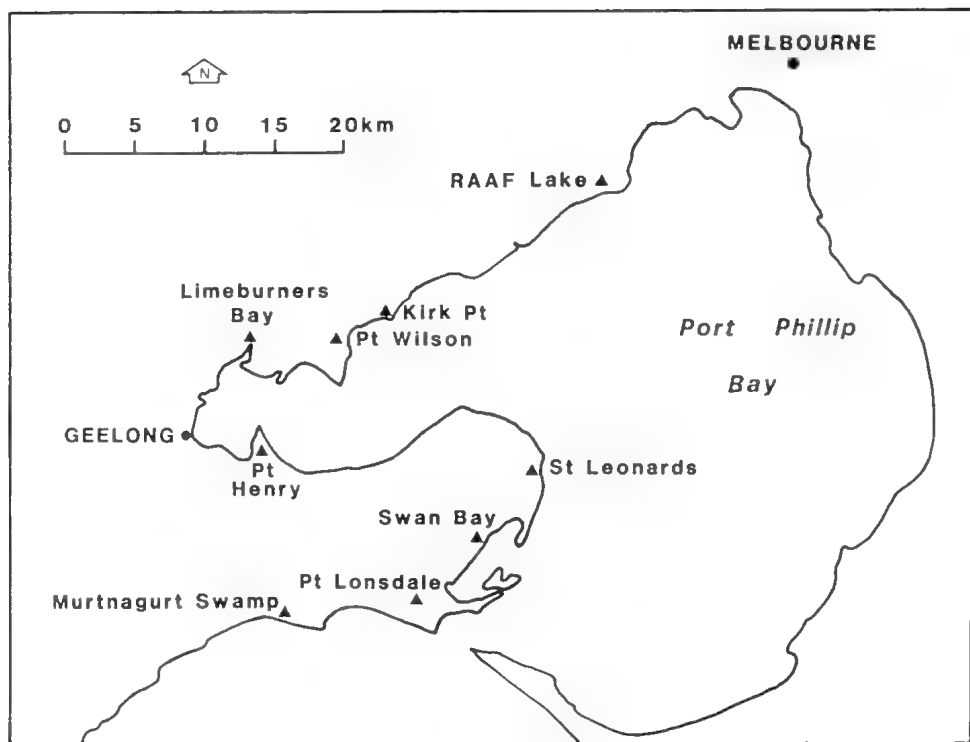 MELBOURNE
N
0 5 10 15 20km
RAAF Lake
Limeburners
Bay
Kirk Pt
Pt Wilson
Port Phillip
Bay
GEELONG
Pt
Henry
St Leonards
Swan Bay
Pt Lonsdale
Murtnagurt Swamp